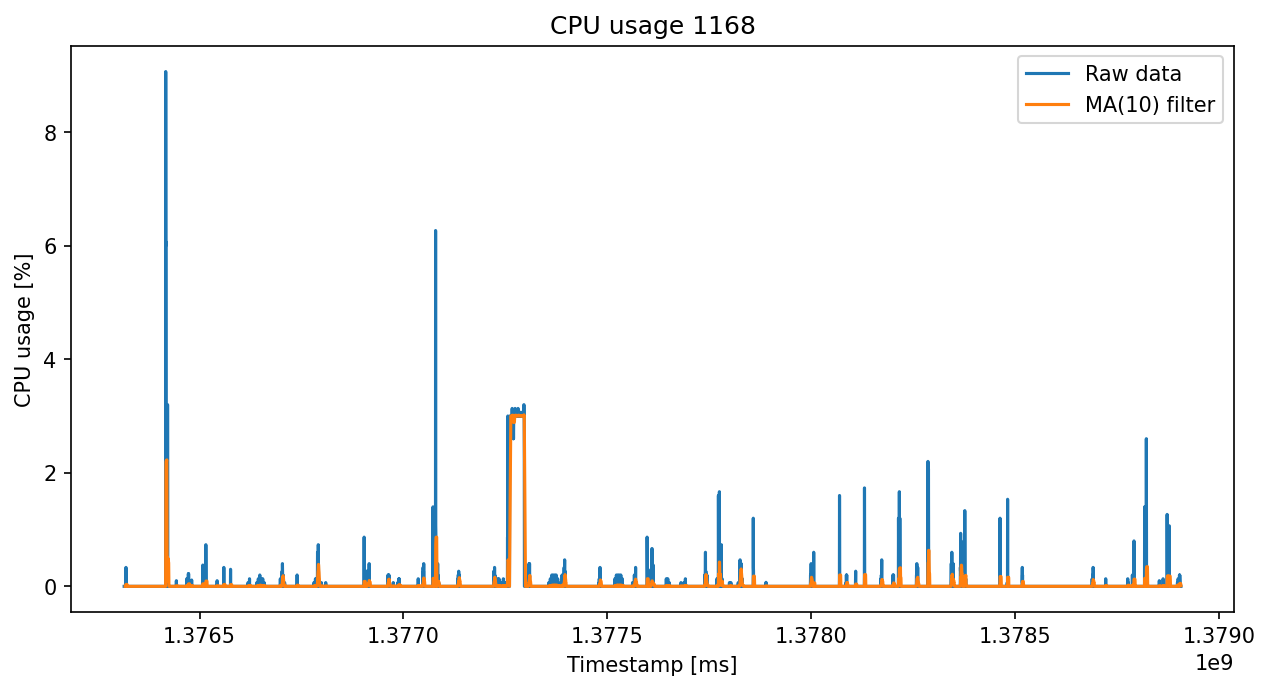 CPU usage 1168
Raw data
MA(10) filter
CPU usage [%]
8
6
4
2
0
1.3765 1.3770 1.3775 1.3780 1.3785 1.3790
1e9
Timestamp [ms]